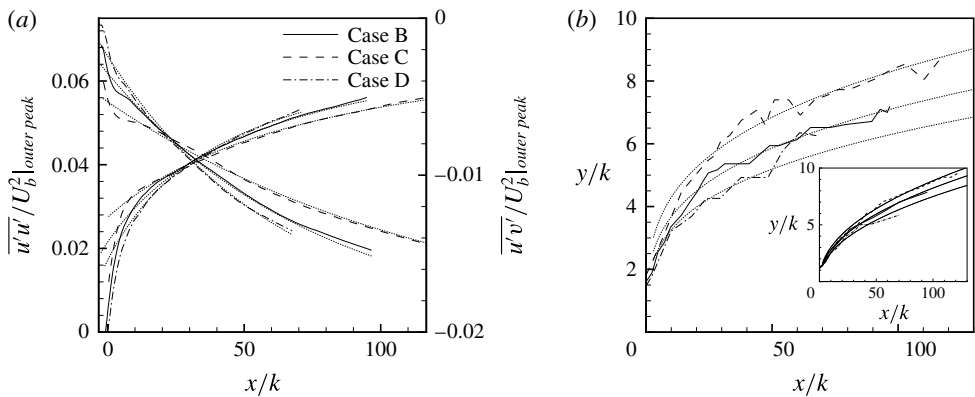 (a)
0.06
0.04
0.02
0
0
50
100
x/k
u′u′/U_b^2|outer peak
Case B
Case C
Case D
0
−0.01
−0.02
u′v′/U_b^2|outer peak
(b)
10
8
6
4
2
0
0
50
100
x/k
y/k
10
5
0
50
100
x/k
y/k